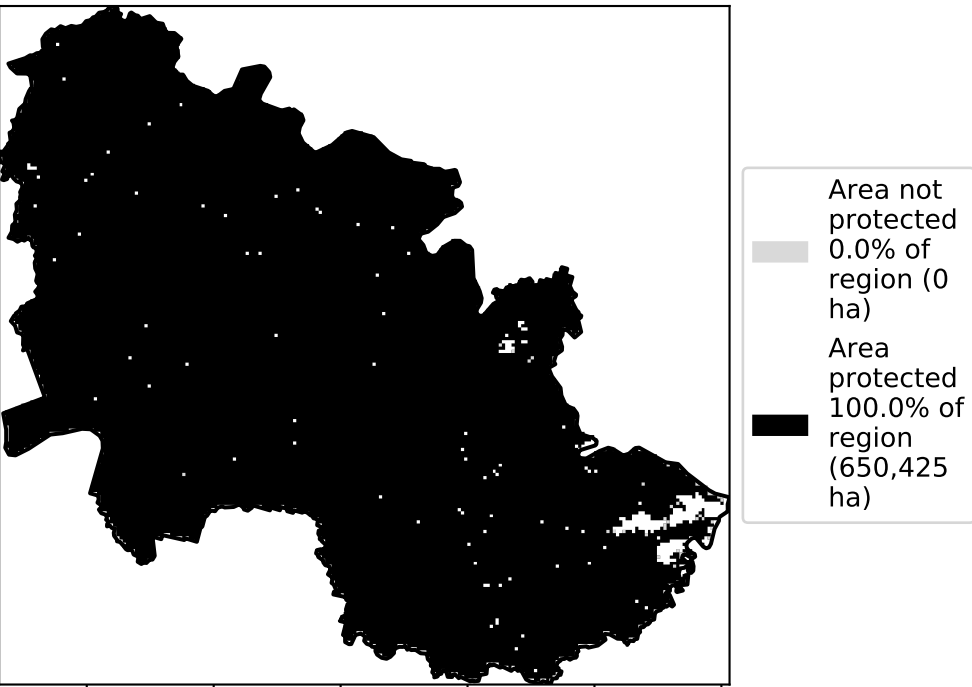 Area not
protected
0.0% of
region (0
ha)
Area
protected
100.0% of
region
(650,425
ha)